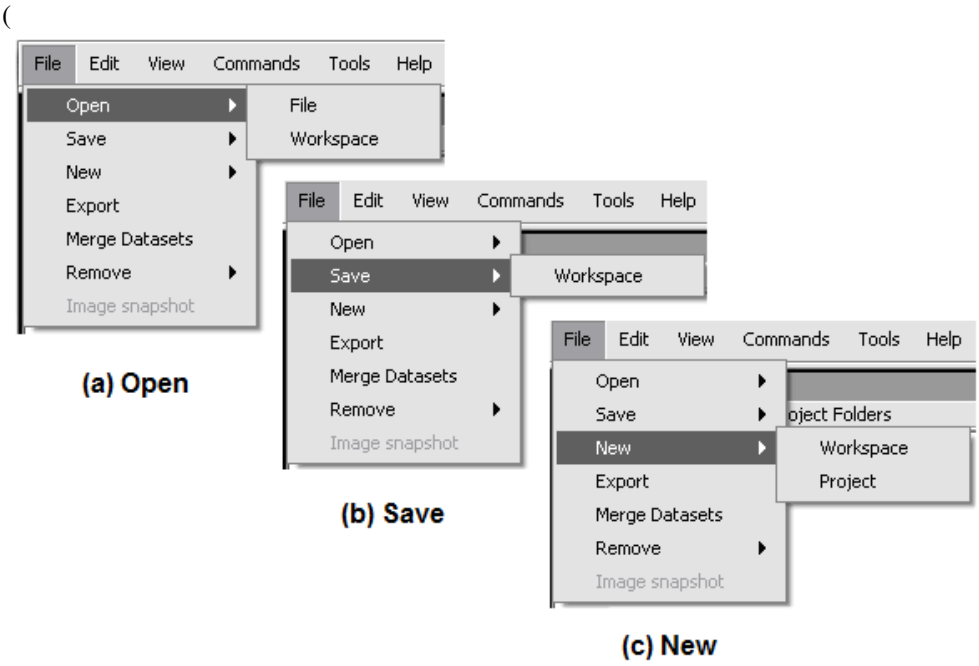 (
File Edit View Commands Tools Help
Open File
Save Workspace
New
Export
Merge Datasets
Remove
Image snapshot
(a) Open
File Edit View Commands Tools Help
Open
Save Workspace
New
Export
Merge Datasets
Remove
Image snapshot
(b) Save
File Edit View Commands Tools Help
Open
Save oject Folders
New Workspace
Export Project
Merge Datasets
Remove
Image snapshot
(c) New